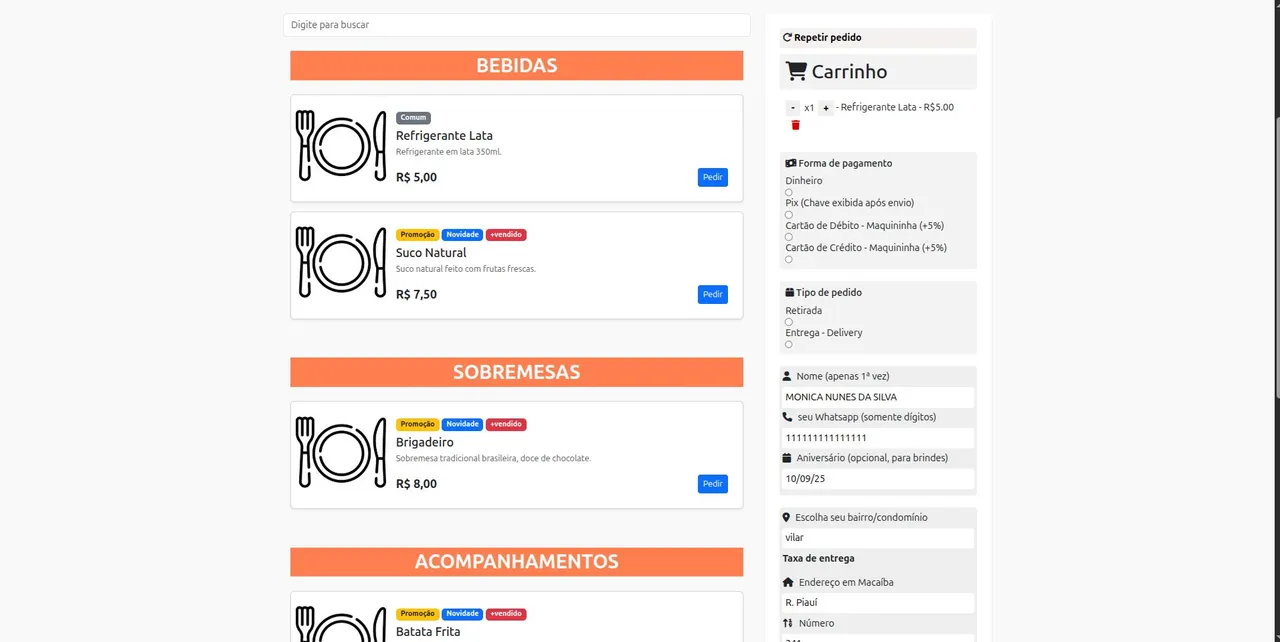 Digite para buscar
BEBIDAS
Comum
Refrigerante Lata
Refrigerante em lata 350ml.
R$ 5,00
Pedir
Promoção Novidade +vendido
Suco Natural
Suco natural feito com frutas frescas.
R$ 7,50
Pedir
SOBREMESAS
Promoção Novidade +vendido
Brigadeiro
Sobremesa tradicional brasileira, doce de chocolate.
R$ 8,00
Pedir
ACOMPANHAMENTOS
Promoção Novidade +vendido
Batata Frita
Repetir pedido
Carrinho
- x1 + - Refrigerante Lata - R$5.00
Forma de pagamento
Dinheiro
Pix (Chave exibida após envio)
Cartão de Débito - Maquininha (+5%)
Cartão de Crédito - Maquininha (+5%)
Tipo de pedido
Retirada
Entrega - Delivery
Nome (apenas 1ª vez)
MONICA NUNES DA SILVA
seu Whatsapp (somente dígitos)
111111111111111
Aniversário (opcional, para brindes)
10/09/25
Escolha seu bairro/condomínio
vilar
Taxa de entrega
Endereço em Macaíba
R. Piauí
Número